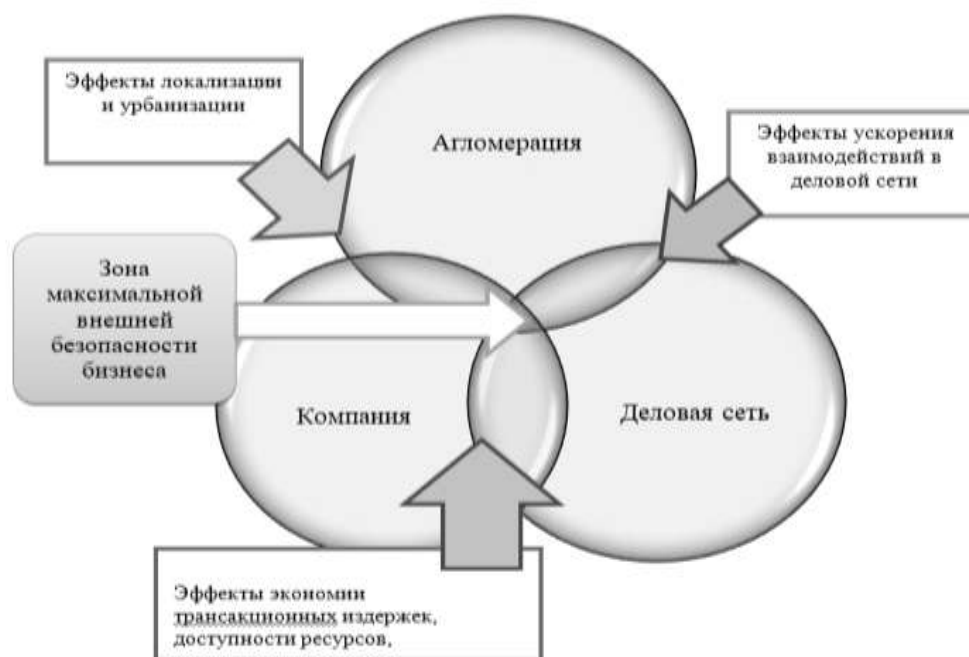 Эффекты локализации
и урбанизации
Агломерация
Эффекты ускорения
взаимодействий в
деловой сети
Зона
максимальной
внешней
безопасности
бизнеса
Компания
Деловая сеть
Эффекты экономии
трансакционных издержек,
доступности ресурсов,